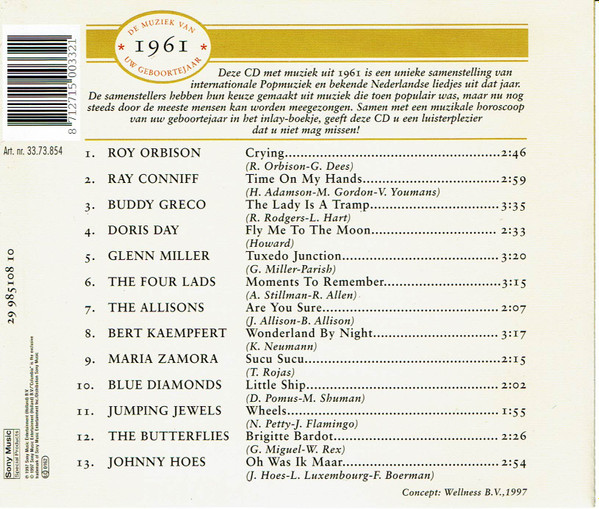 DE MUZIEK VAN
1961
UW GEBOORTEJAAR
8 712715 003321
Art. nr. 33.73.854
Deze CD met muziek uit 1961 is een unieke samenstelling van
internationale Popmuziek en bekende Nederlandse liedjes uit dat jaar.
De samenstellers hebben hun keuze gemaakt uit muziek die toen populair was, maar nu nog
steeds door de meeste mensen kan worden meegezongen. Samen met een muzikale horoscoop
van uw geboortejaar in het inlay-boekje, geeft deze CD u een luisterplezier
dat u niet mag missen!
1. ROY ORBISON Crying 2:46
(R. Orbison-G. Dees)
2. RAY CONNIFF Time On My Hands 2:59
(H. Adamson-M. Gordon-V. Youmans)
3. BUDDY GRECO The Lady Is A Tramp 3:35
(R. Rodgers-L. Hart)
4. DORIS DAY Fly Me To The Moon 2:33
(Howard)
5. GLENN MILLER Tuxedo Junction 3:20
(G. Miller-Parish)
6. THE FOUR LADS Moments To Remember 3:15
(A. Stillman-R. Allen)
7. THE ALLISONS Are You Sure 2:07
(J. Allison-B. Allison)
8. BERT KAEMPFERT Wonderland By Night 3:17
(K. Neumann)
9. MARIA ZAMORA Sucu Sucu 2:15
(T. Rojas)
10. BLUE DIAMONDS Little Ship 2:02
(D. Pomus-M. Shuman)
11. JUMPING JEWELS Wheels 1:55
(N. Petty-J. Flamingo)
12. THE BUTTERFLIES Brigitte Bardot 2:26
(G. Miguel-W. Rex)
13. JOHNNY HOES Oh Was Ik Maar 2:54
(J. Hoes-L. Luxembourg-F. Boerman)
Concept: Wellness B.V.,1997
29 985108 10
Sony Music
Special Products
℗ 1997 Sony Music Entertainment (Holland) B.V.
© 1997 Sony Music Entertainment (Holland) B.V.